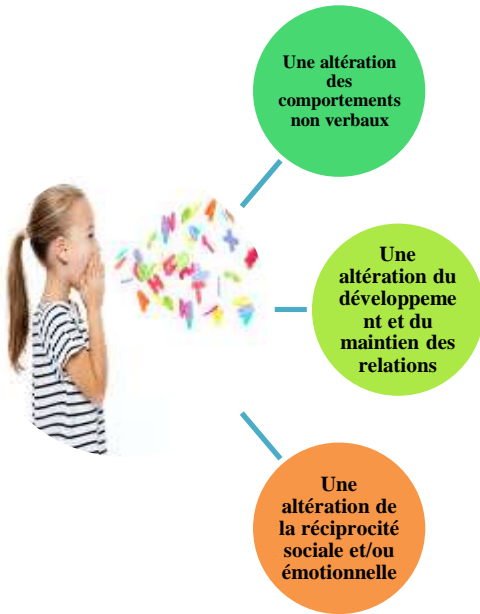 Une altération
des
comportements
non verbaux
Une
altération du
développeme
nt et du
maintien des
relations
Une
altération de
la réciprocité
sociale et/ou
émotionnelle